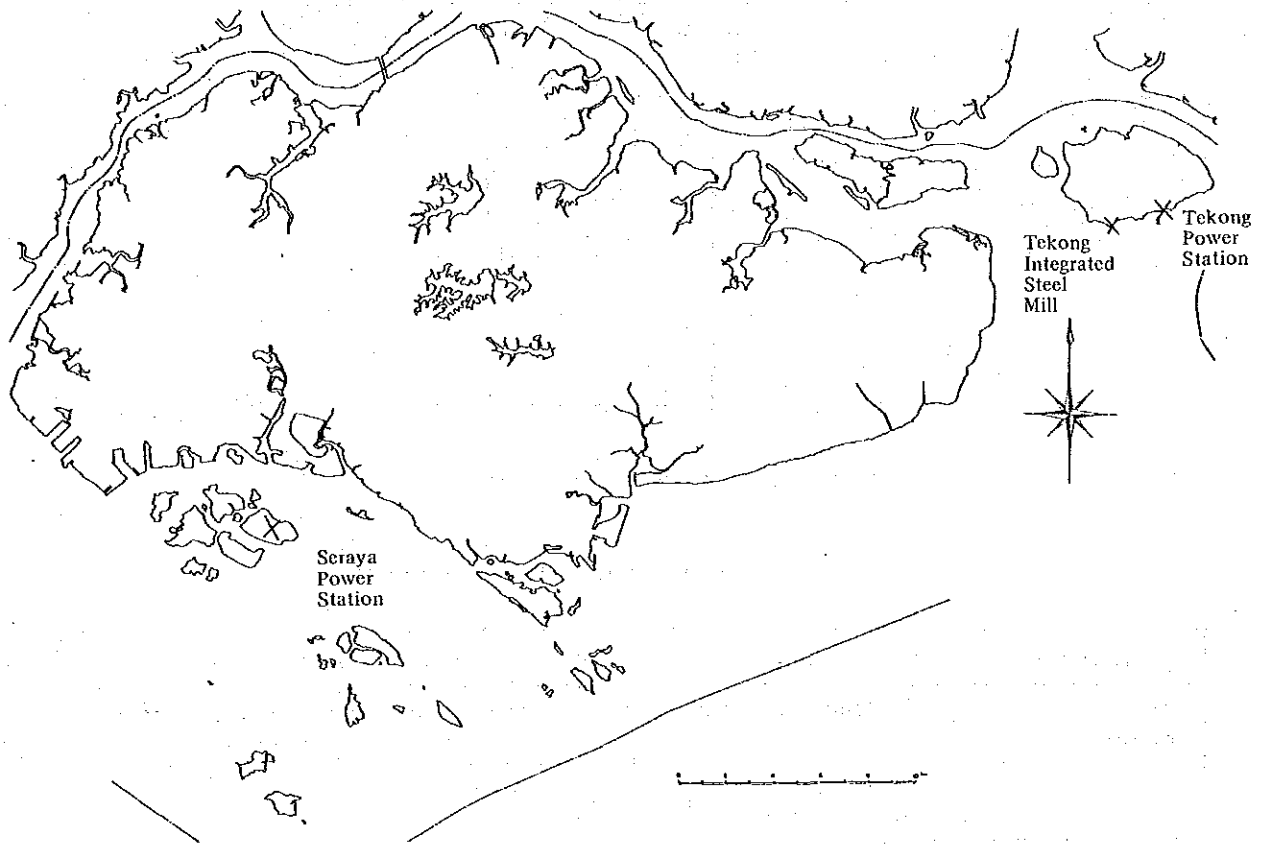 Tekong
Power
Station
Tekong
Integrated
Steel
Mill
Seraya
Power
Station